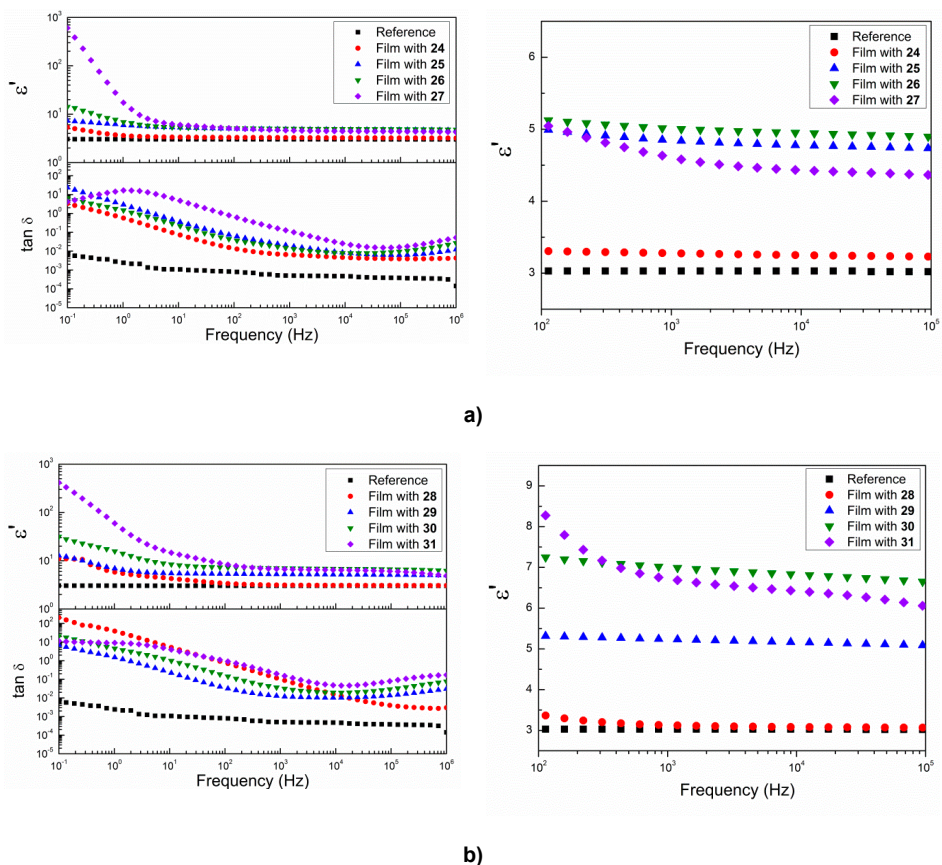 10³
10²
10¹
10⁰
ε'
Reference
Film with 24
Film with 25
Film with 26
Film with 27
10²
10¹
10⁰
10⁻¹
10⁻²
10⁻³
10⁻⁴
10⁻⁵
tan δ
10⁻¹ 10⁰ 10¹ 10² 10³ 10⁴ 10⁵ 10⁶
Frequency (Hz)
6
5
4
3
ε'
Reference
Film with 24
Film with 25
Film with 26
Film with 27
10² 10³ 10⁴ 10⁵
Frequency (Hz)
a)
10³
10²
10¹
10⁰
ε'
Reference
Film with 28
Film with 29
Film with 30
Film with 31
10²
10¹
10⁰
10⁻¹
10⁻²
10⁻³
10⁻⁴
10⁻⁵
tan δ
10⁻¹ 10⁰ 10¹ 10² 10³ 10⁴ 10⁵ 10⁶
Frequency (Hz)
9
8
7
6
5
4
3
ε'
Reference
Film with 28
Film with 29
Film with 30
Film with 31
10² 10³ 10⁴ 10⁵
Frequency (Hz)
b)